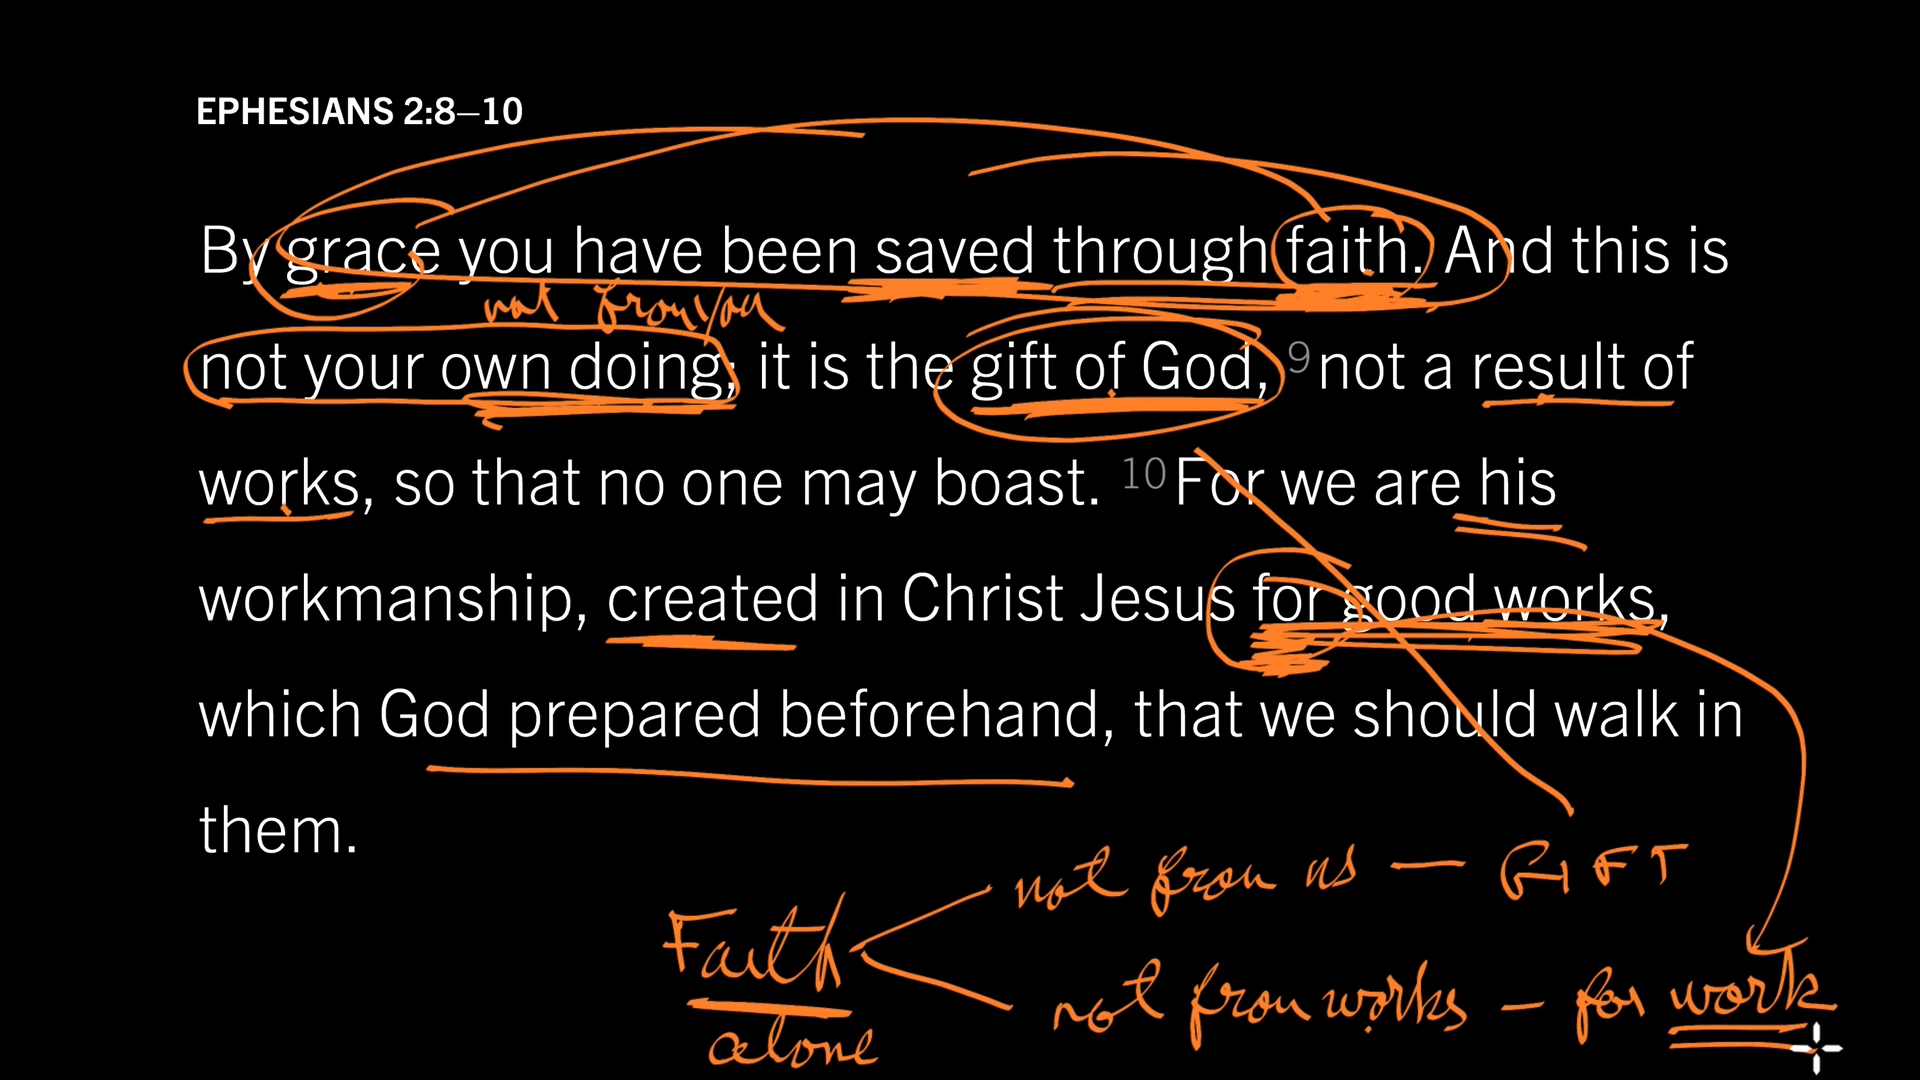 EPHESIANS 2:8–10
By grace you have been saved through faith. And this is
not from you
not your own doing; it is the gift of God, 9 not a result of
works, so that no one may boast. 10 For we are his
workmanship, created in Christ Jesus for good works,
which God prepared beforehand, that we should walk in
them.
not from us — GIFT
Faith
not from works – for work
alone